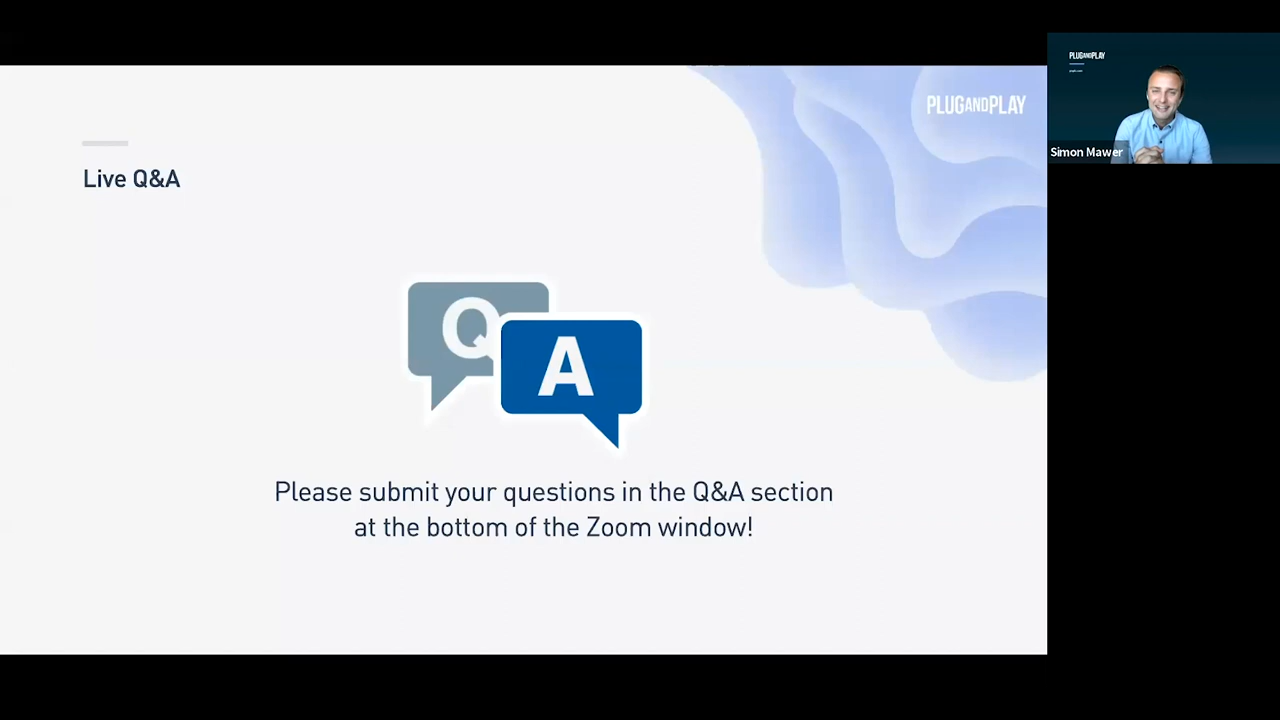 PLUGANDPLAY
Live Q&A
Q
A
Please submit your questions in the Q&A section
at the bottom of the Zoom window!
PLUGANDPLAY
Simon Mawer